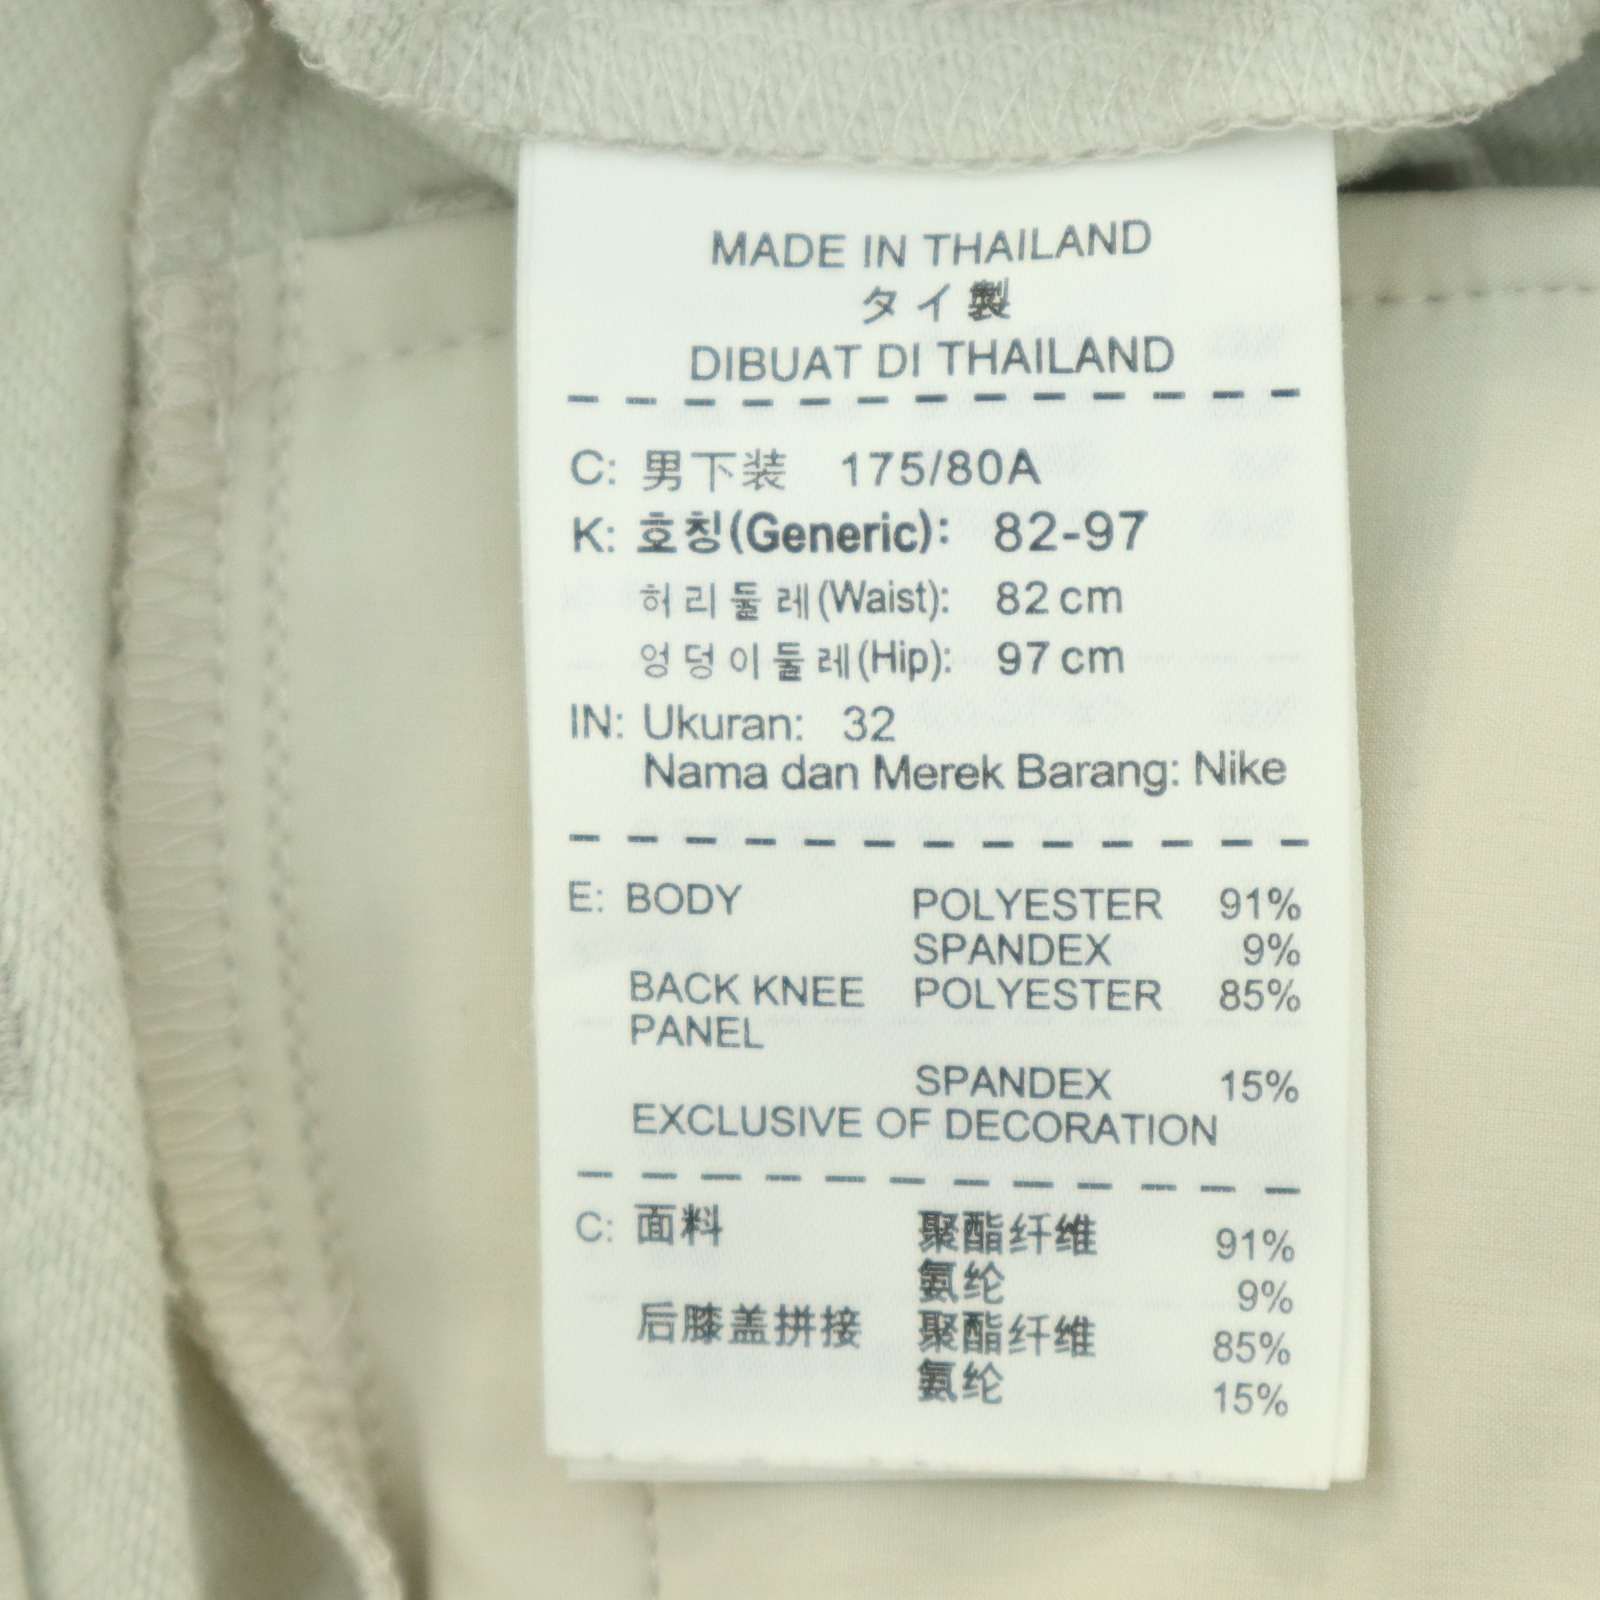 MADE IN THAILAND
タイ製
DIBUAT DI THAILAND
C: 男下装 175/80A
K: 호칭(Generic): 82-97
허리둘레(Waist): 82 cm
엉덩이둘레(Hip): 97 cm
IN: Ukuran: 32
Nama dan Merek Barang: Nike
E: BODY POLYESTER 91%
SPANDEX 9%
BACK KNEE POLYESTER 85%
PANEL
SPANDEX 15%
EXCLUSIVE OF DECORATION
C: 面料 聚酯纤维 91%
氨纶 9%
后膝盖拼接 聚酯纤维 85%
氨纶 15%